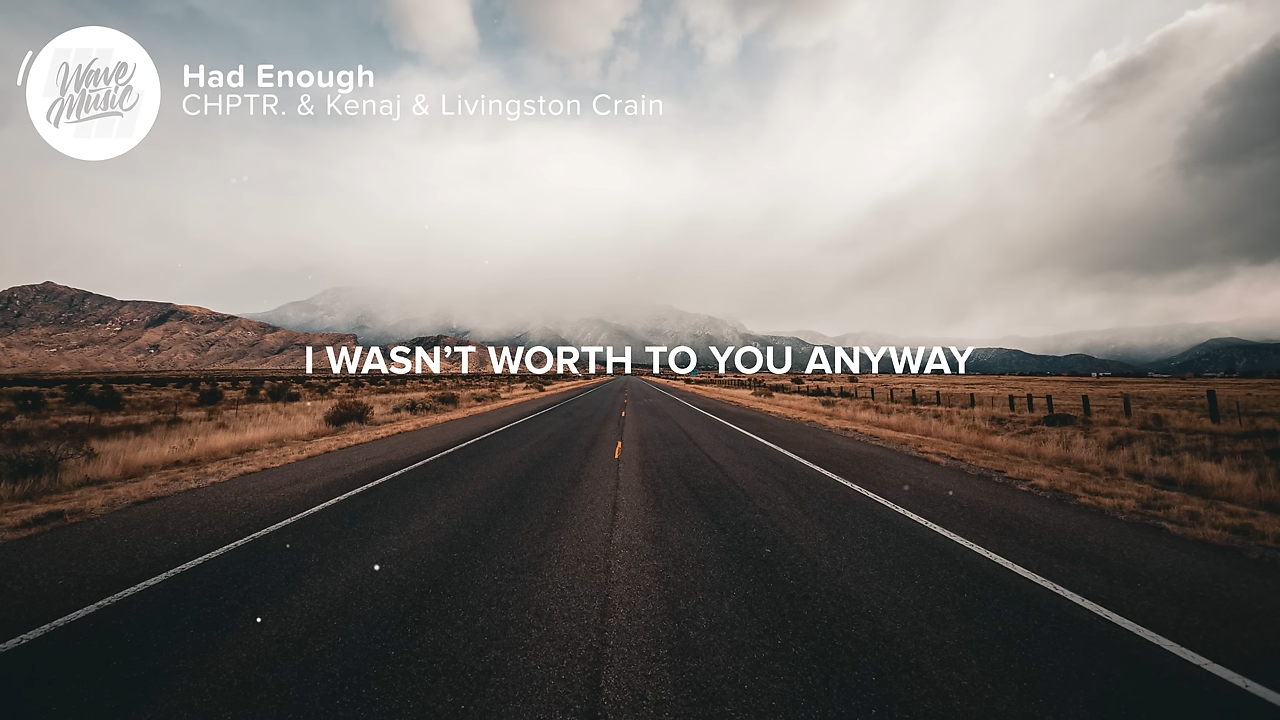 Wave
Music
Had Enough
CHPTR. & Kenaj & Livingston Crain
I WASN’T WORTH TO YOU ANYWAY